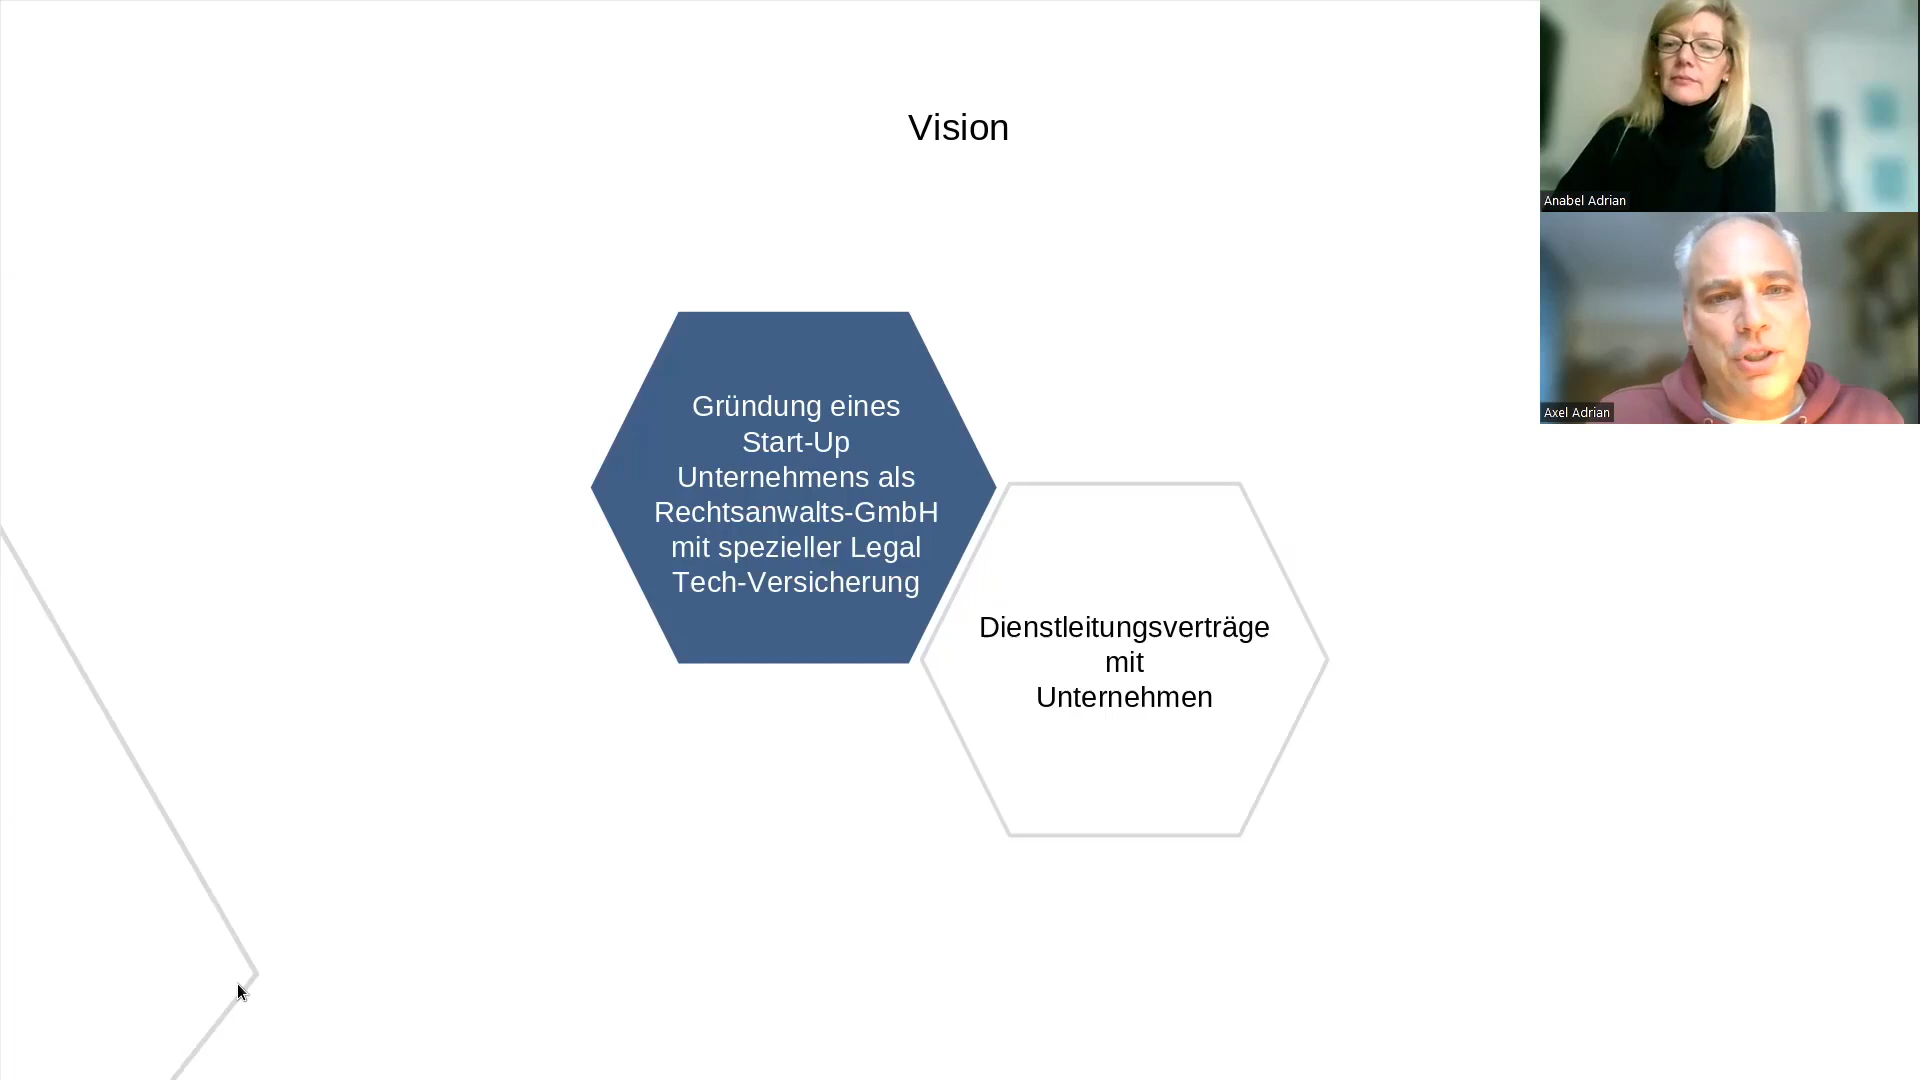 Vision
Gründung eines
Start-Up
Unternehmens als
Rechtsanwalts-GmbH
mit spezieller Legal
Tech-Versicherung
Dienstleitungsverträge
mit
Unternehmen
Anabel Adrian
Axel Adrian